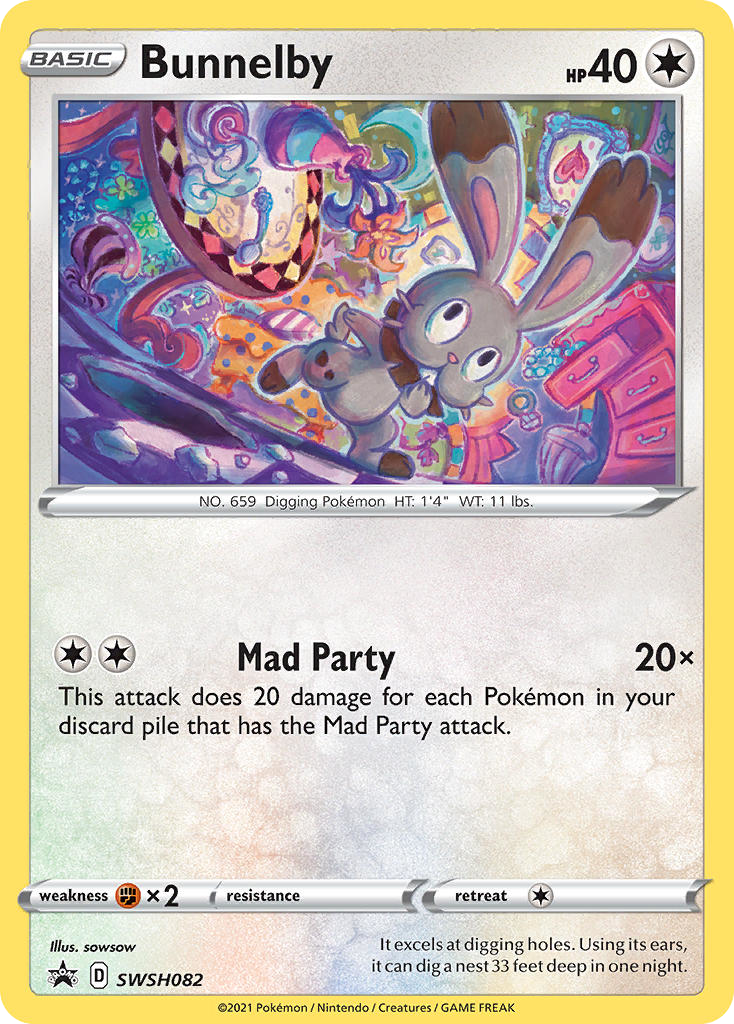 BASIC Bunnelby HP40
NO. 659 Digging Pokémon HT: 1'4" WT: 11 lbs.
Mad Party 20×
This attack does 20 damage for each Pokémon in your
discard pile that has the Mad Party attack.
weakness ×2 resistance retreat
Illus. sowsow
It excels at digging holes. Using its ears,
it can dig a nest 33 feet deep in one night.
D SWSH082
©2021 Pokémon / Nintendo / Creatures / GAME FREAK